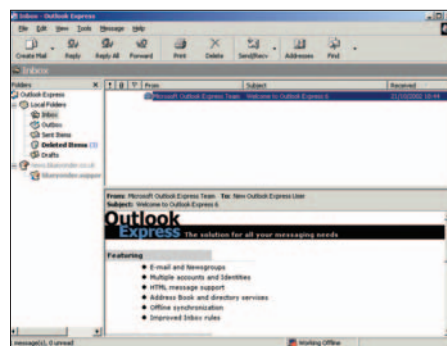 Inbox - Outlook Express
File Edit View Tools Message Help
Create Mail Reply Reply All Forward Print Delete Send/Recv Addresses Find
Inbox
Folders X
! From Subject Received
Outlook Express
Microsoft Outlook Express Team Welcome to Outlook Express 6
Local Folders
Inbox
Outbox
Sent Items
Deleted Items
Drafts
From: Microsoft Outlook Express Team To: New Outlook Express User
Subject: Welcome to Outlook Express 6
Outlook
Express The solution for all your messaging needs
Featuring
E-mail and Newsgroups
Multiple accounts and Identities
HTML message support
Address Book and directory services
Offline synchronization
Improved Inbox rules
message(s), 0 unread Working Offline